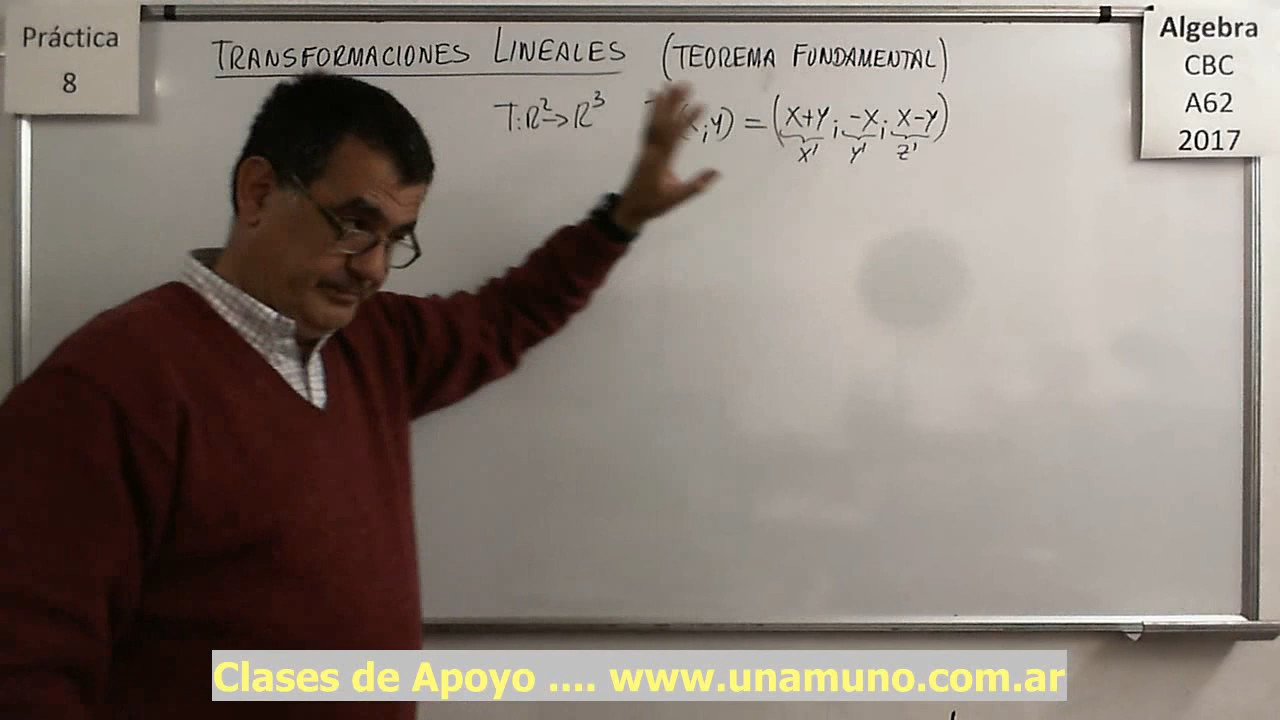 Práctica
8
TRANSFORMACIONES LINEALES (TEOREMA FUNDAMENTAL)
T:R²→R³ (x;y) = (x+y; -x; x-y)
x' y' z'
Algebra
CBC
A62
2017
Clases de Apoyo .... www.unamuno.com.ar